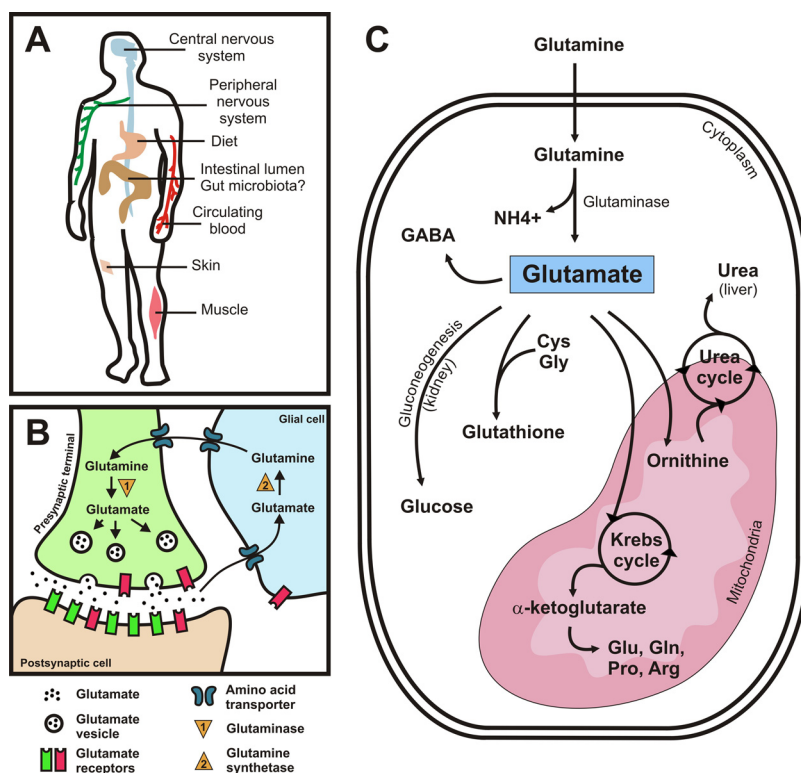 A
Central nervous
system
Peripheral
nervous
system
Diet
Intestinal lumen
Gut microbiota?
Circulating
blood
Skin
Muscle
B
Glial cell
Presynaptic terminal
Glutamine
1
Glutamate
Glutamine
2
Glutamate
Postsynaptic cell
Glutamate
Glutamate
vesicle
Glutamate
receptors
Amino acid
transporter
1
Glutaminase
2
Glutamine
synthetase
C
Glutamine
Cytoplasm
Glutamine
Glutaminase
NH4+
GABA
Glutamate
Urea
(liver)
Gluconeogenesis
(kidney)
Cys
Gly
Urea
cycle
Glutathione
Ornithine
Glucose
Krebs
cycle
Mitochondria
α-ketoglutarate
Glu, Gln,
Pro, Arg